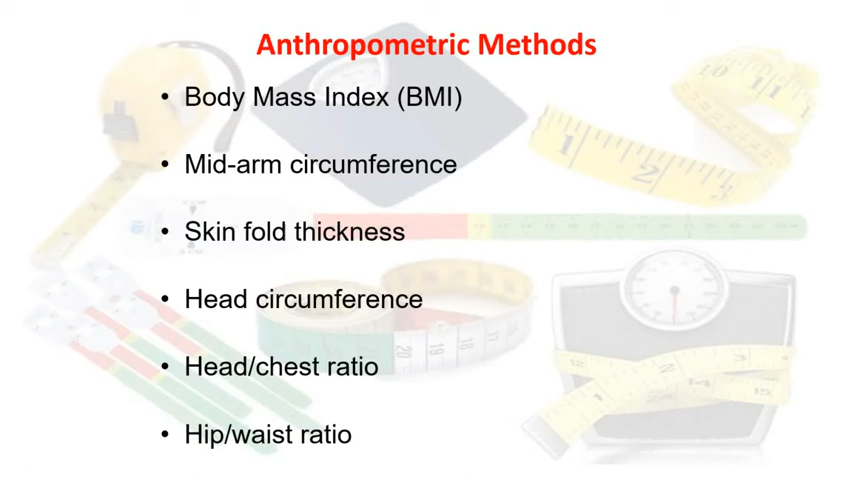 Anthropometric Methods
• Body Mass Index (BMI)
• Mid-arm circumference
• Skin fold thickness
• Head circumference
• Head/chest ratio
• Hip/waist ratio